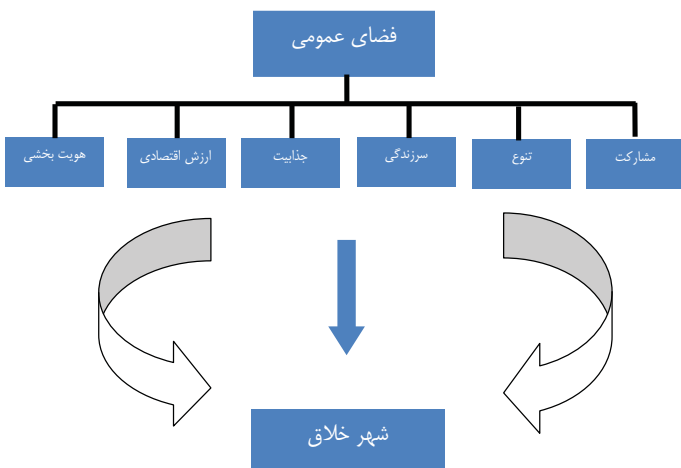 فضای عمومی
مشارکت
تنوع
سرزندگی
جذابیت
ارزش اقتصادی
هویت بخشی
شهر خلاق